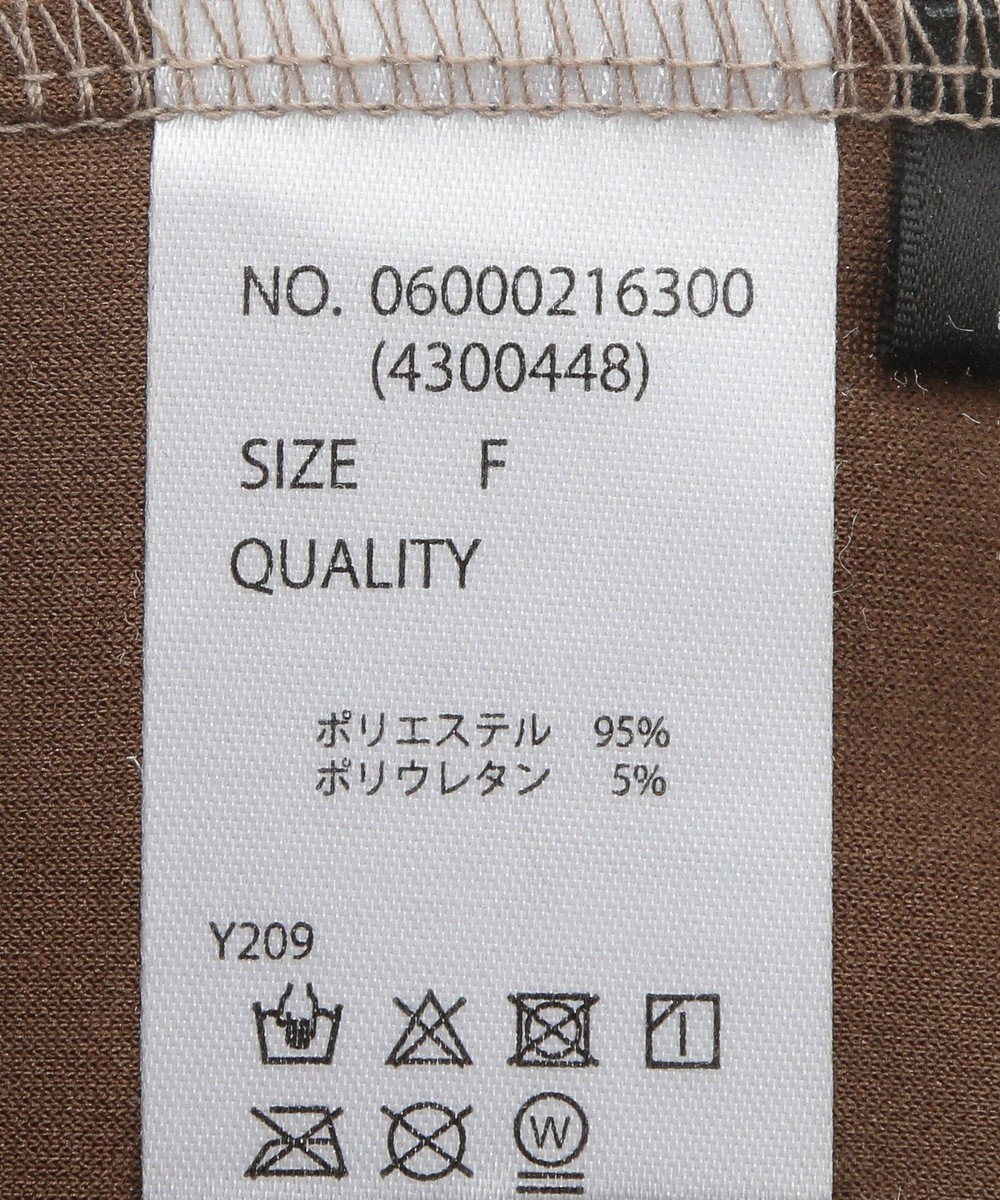 NO. 06000216300
(4300448)
SIZE F
QUALITY
ポリエステル 95%
ポリウレタン 5%
Y209
W